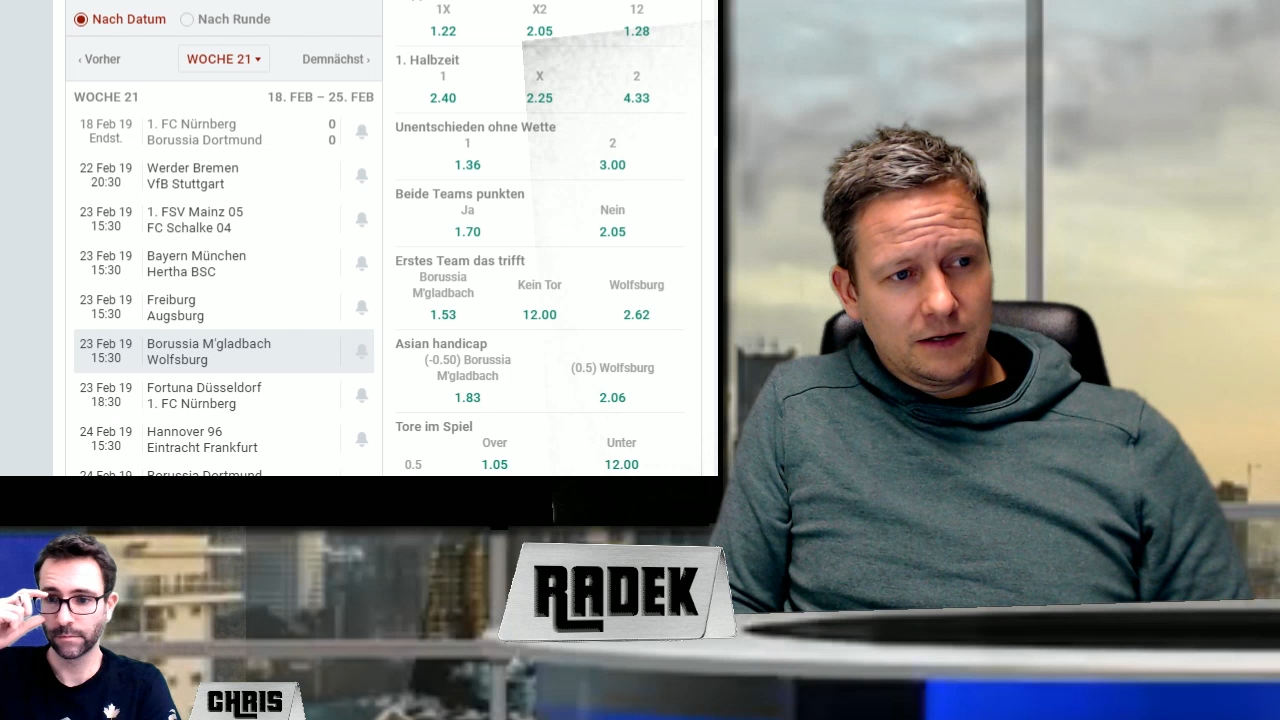 Nach Datum Nach Runde
‹ Vorher WOCHE 21 Demnächst ›
WOCHE 21 18. FEB – 25. FEB
18 Feb 19 1. FC Nürnberg 0
Endst. Borussia Dortmund 0
22 Feb 19 Werder Bremen
20:30 VfB Stuttgart
23 Feb 19 1. FSV Mainz 05
15:30 FC Schalke 04
23 Feb 19 Bayern München
15:30 Hertha BSC
23 Feb 19 Freiburg
15:30 Augsburg
23 Feb 19 Borussia M'gladbach
15:30 Wolfsburg
23 Feb 19 Fortuna Düsseldorf
18:30 1. FC Nürnberg
24 Feb 19 Hannover 96
15:30 Eintracht Frankfurt
24 Feb 19 Borussia Dortmund
1X X2 12
1.22 2.05 1.28
1. Halbzeit
1 X 2
2.40 2.25 4.33
Unentschieden ohne Wette
1 2
1.36 3.00
Beide Teams punkten
Ja Nein
1.70 2.05
Erstes Team das trifft
Borussia
M'gladbach Kein Tor Wolfsburg
1.53 12.00 2.62
Asian handicap
(-0.50) Borussia
M'gladbach (0.5) Wolfsburg
1.83 2.06
Tore im Spiel
Over Unter
0.5 1.05 12.00
RADEK
CHRIS